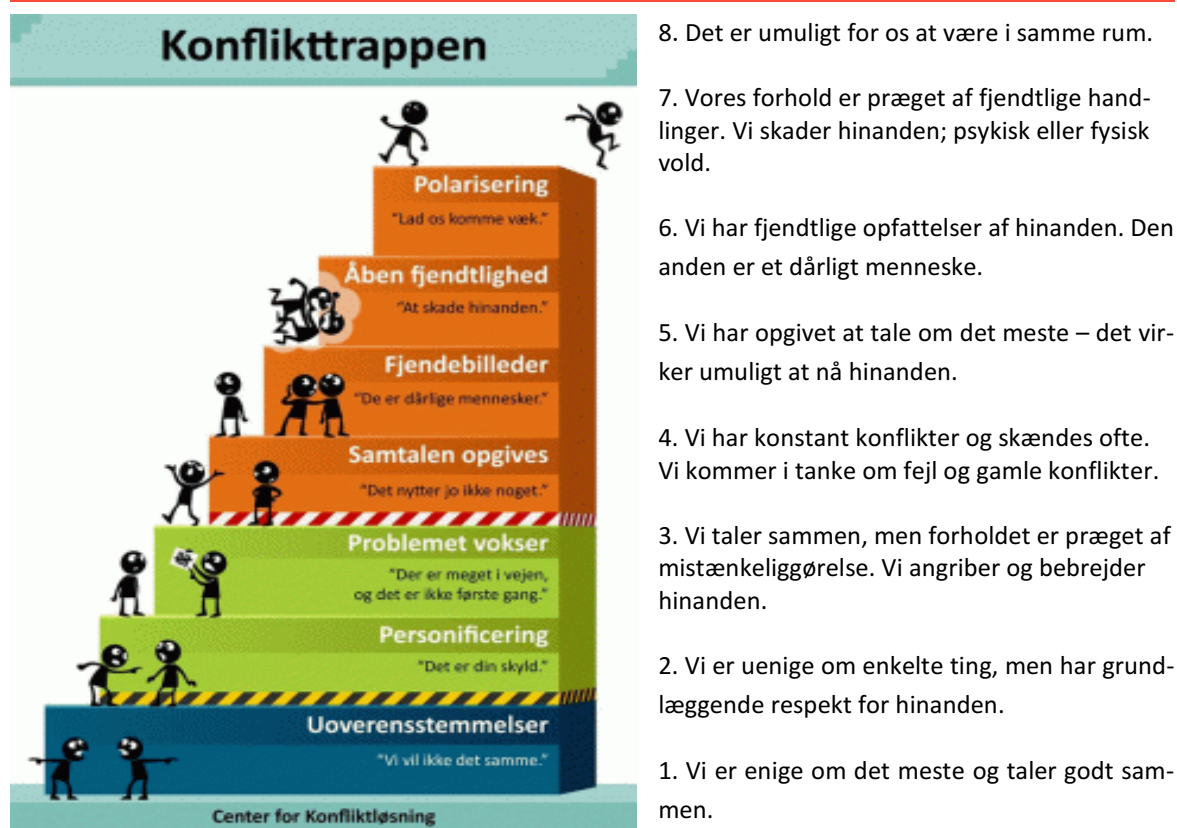 Konflikttrappen
Polarisering
"Lad os komme væk."
Åben fjendtlighed
"At skade hinanden."
Fjendebilleder
"De er dårlige mennesker."
Samtalen opgives
"Det nytter jo ikke noget."
Problemet vokser
"Der er meget i vejen,
og det er ikke første gang."
Personificering
"Det er din skyld."
Uoverensstemmelser
"Vi vil ikke det samme."
Center for Konfliktløsning
8. Det er umuligt for os at være i samme rum.
7. Vores forhold er præget af fjendtlige hand-
linger. Vi skader hinanden; psykisk eller fysisk
vold.
6. Vi har fjendtlige opfattelser af hinanden. Den
anden er et dårligt menneske.
5. Vi har opgivet at tale om det meste – det vir-
ker umuligt at nå hinanden.
4. Vi har konstant konflikter og skændes ofte.
Vi kommer i tanke om fejl og gamle konflikter.
3. Vi taler sammen, men forholdet er præget af
mistænkeliggørelse. Vi angriber og bebrejder
hinanden.
2. Vi er uenige om enkelte ting, men har grund-
læggende respekt for hinanden.
1. Vi er enige om det meste og taler godt sam-
men.